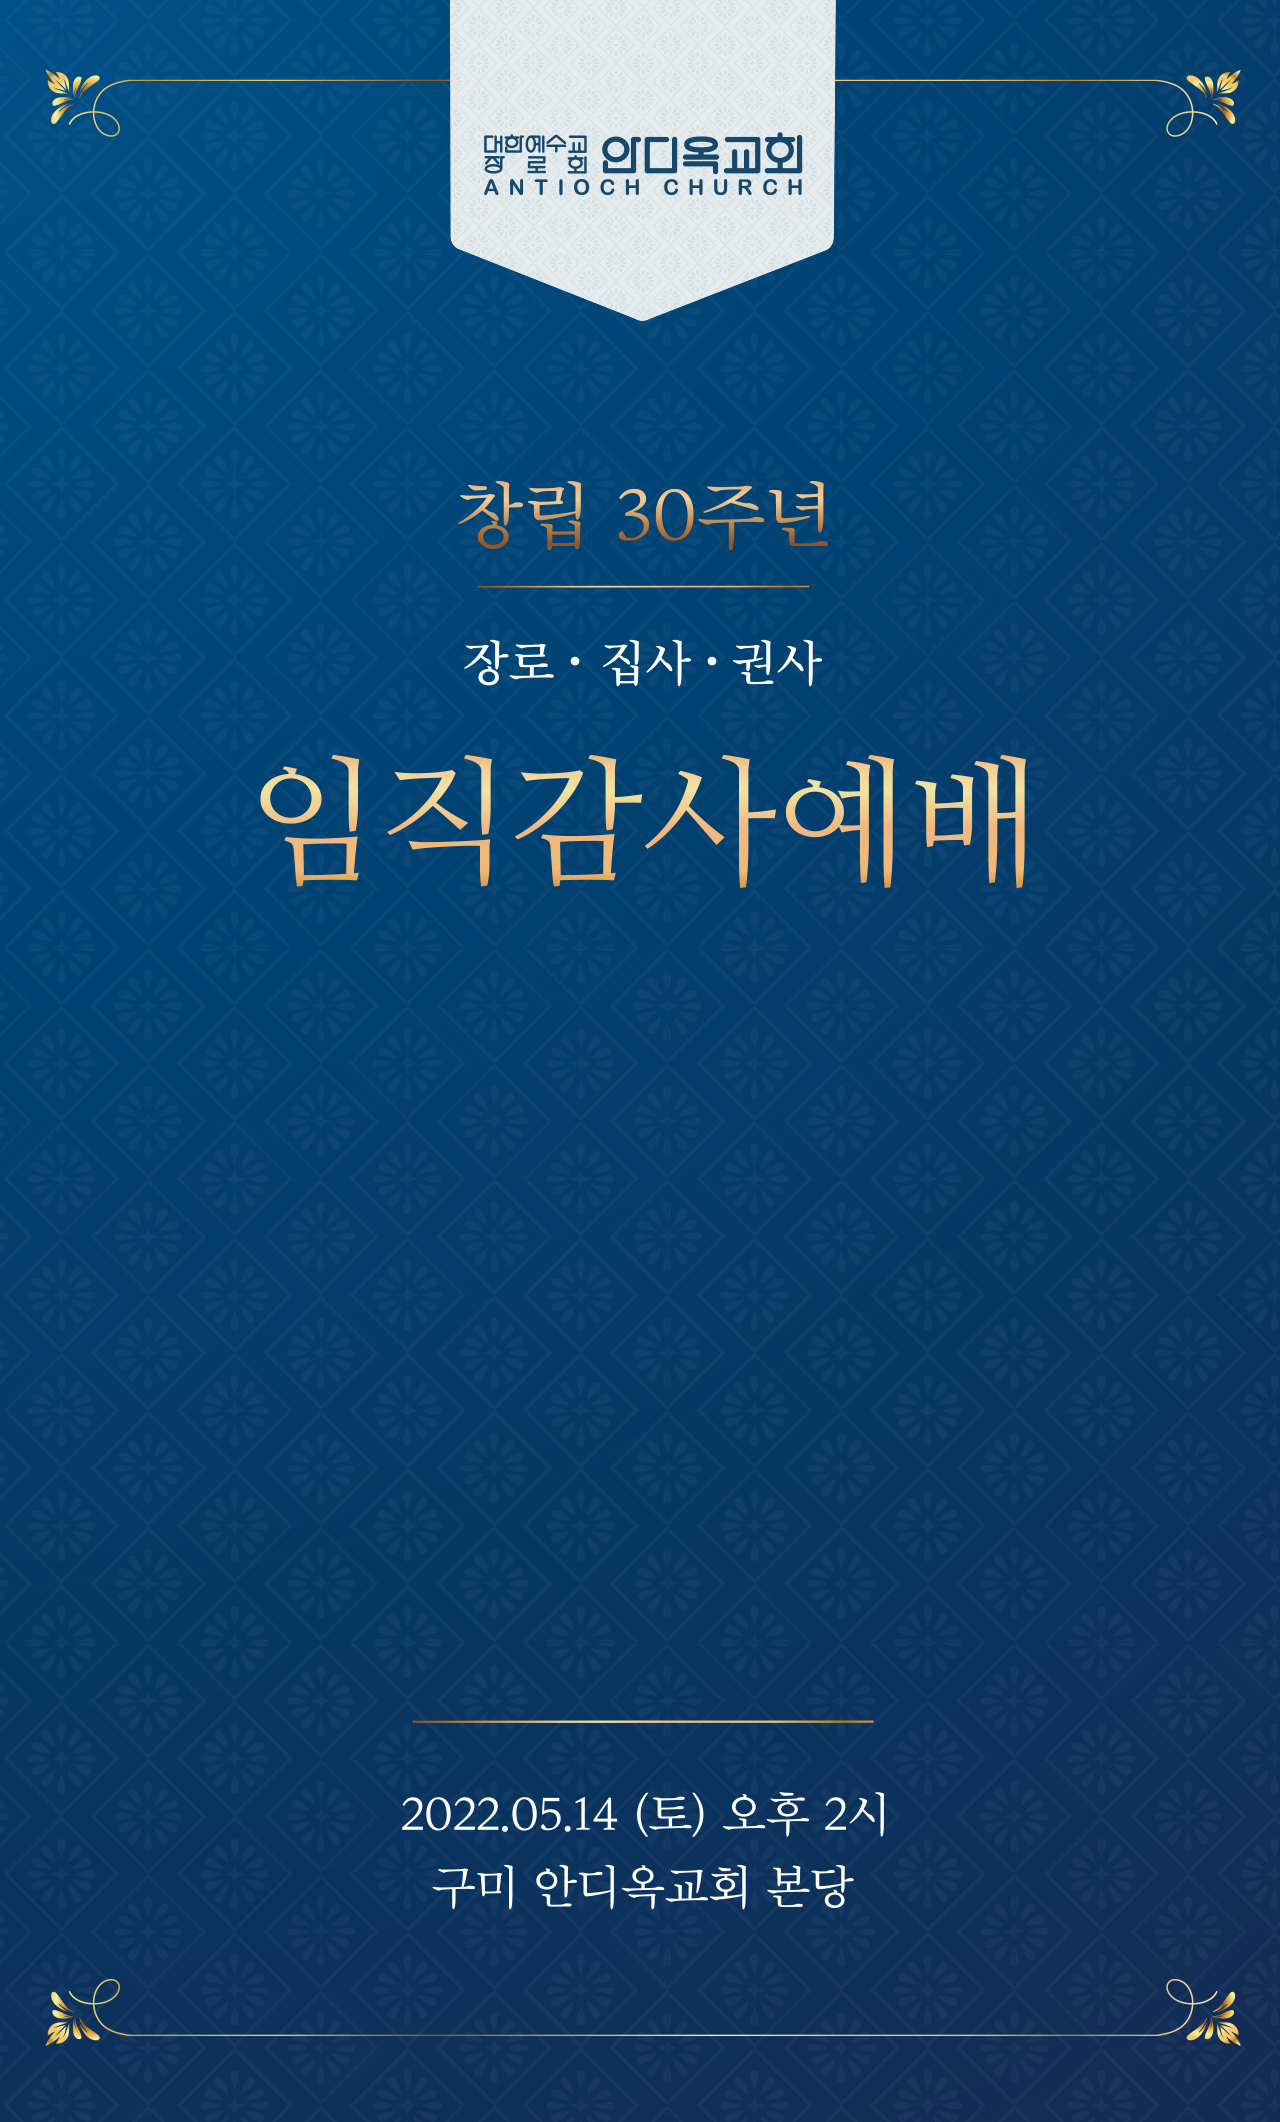 대한예수교
장로회 안디옥교회
ANTIOCH CHURCH
창립 30주년
장로 · 집사 · 권사
임직감사예배
2022.05.14 (토) 오후 2시
구미 안디옥교회 본당